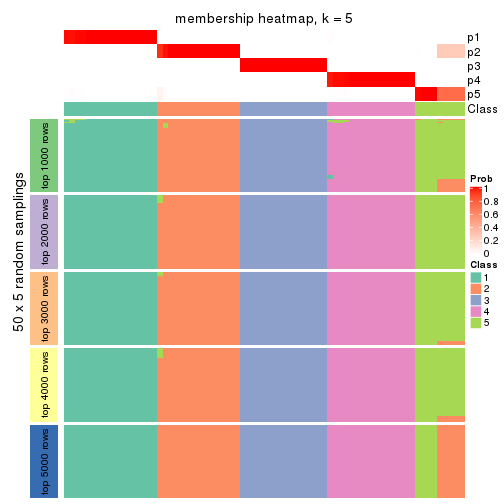 membership heatmap, k = 5
p1
p2
p3
p4
p5
Class
50 x 5 random samplings
top 1000 rows
top 2000 rows
top 3000 rows
top 4000 rows
top 5000 rows
Prob
1
0.8
0.6
0.4
0.2
0
Class
1
2
3
4
5